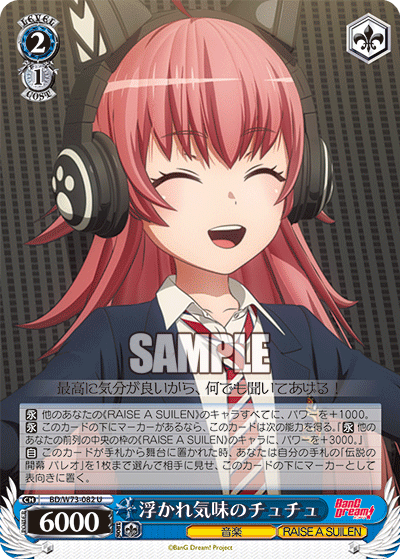 LEVEL
2
1
COST
SAMPLE
最高に気分が良いから、何でも聞いてあげる！
永 他のあなたの《RAISE A SUILEN》のキャラすべてに、パワーを＋1000。
永 このカードの下にマーカーがあるなら、このカードは次の能力を得る。『永 他のあなたの前列の中央の枠の《RAISE A SUILEN》のキャラに、パワーを＋3000。』
自 このカードが手札から舞台に置かれた時、あなたは自分の手札の「伝説の開幕 パレオ」を1枚まで選んで相手に見せ、このカードの下にマーカーとして置く。
CH BD/W73-082 U
POWER
6000
浮かれ気味のチュチュ
BanG Dream!
音楽
RAISE A SUILEN
©BanG Dream! Project